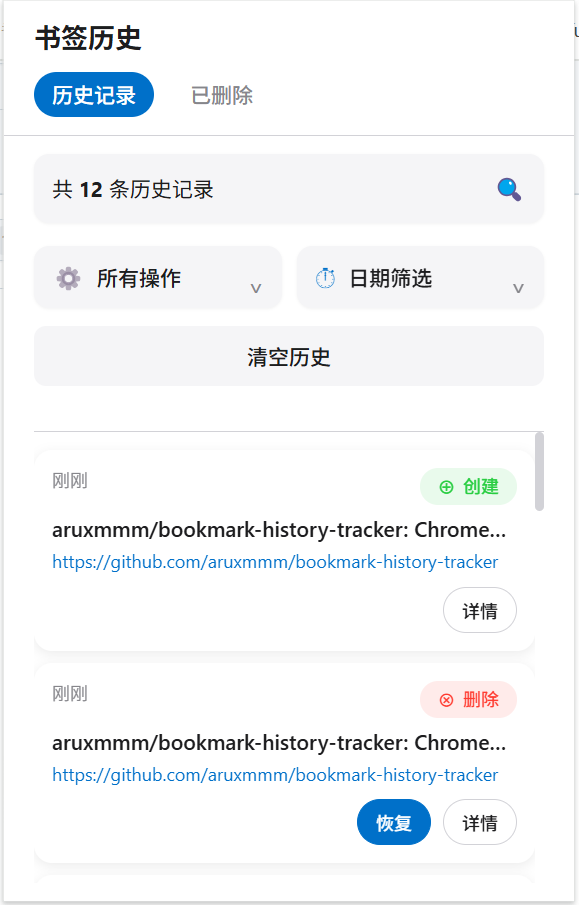 书签历史
历史记录
已删除
共 12 条历史记录
所有操作
日期筛选
清空历史
刚刚
创建
aruxmmm/bookmark-history-tracker: Chrome...
https://github.com/aruxmmm/bookmark-history-tracker
详情
刚刚
删除
aruxmmm/bookmark-history-tracker: Chrome...
https://github.com/aruxmmm/bookmark-history-tracker
恢复
详情